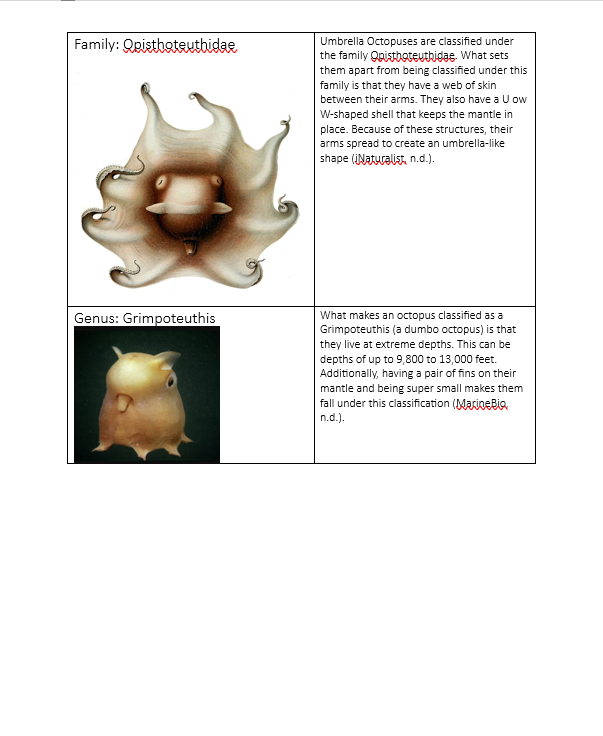 Family: Opisthoteuthidae
Umbrella Octopuses are classified under
the family Opisthoteuthidae. What sets
them apart from being classified under this
family is that they have a web of skin
between their arms. They also have a U ow
W-shaped shell that keeps the mantle in
place. Because of these structures, their
arms spread to create an umbrella-like
shape (iNaturalist, n.d.).
Genus: Grimpoteuthis
What makes an octopus classified as a
Grimpoteuthis (a dumbo octopus) is that
they live at extreme depths. This can be
depths of up to 9,800 to 13,000 feet.
Additionally, having a pair of fins on their
mantle and being super small makes them
fall under this classification (MarineBio,
n.d.).